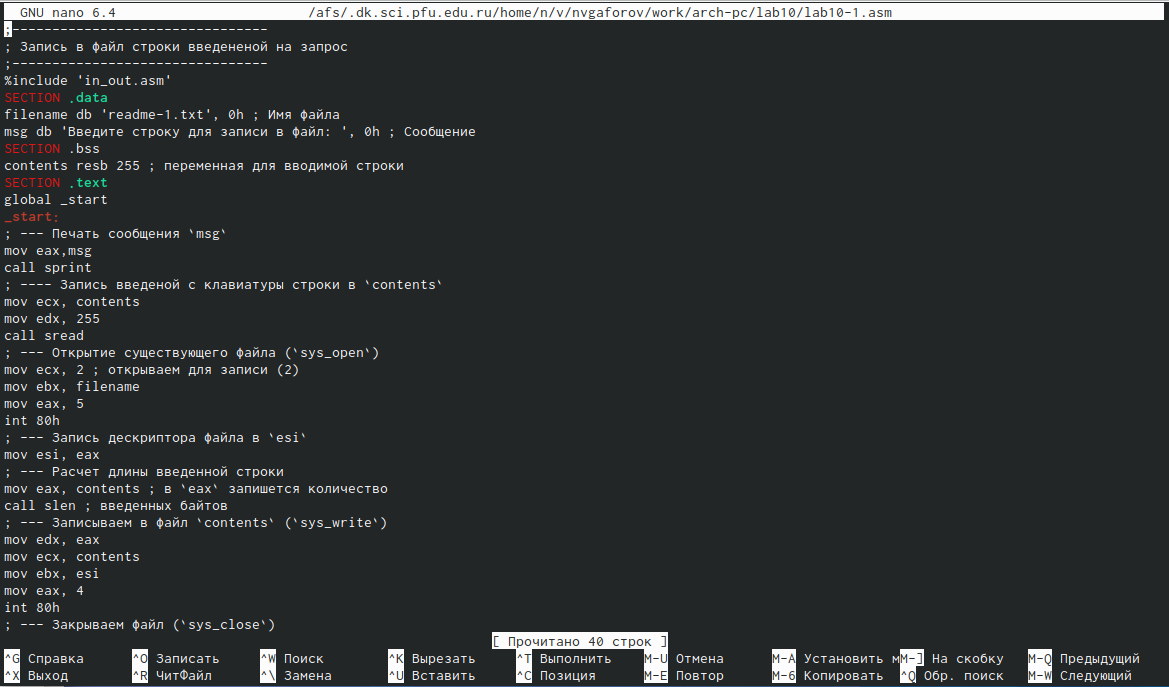 GNU nano 6.4 /afs/.dk.sci.pfu.edu.ru/home/n/v/nvgaforov/work/arch-pc/lab10/lab10-1.asm
;--------------------------------
; Запись в файл строки введененой на запрос
;--------------------------------
%include 'in_out.asm'
SECTION .data
filename db 'readme-1.txt', 0h ; Имя файла
msg db 'Введите строку для записи в файл: ', 0h ; Сообщение
SECTION .bss
contents resb 255 ; переменная для вводимой строки
SECTION .text
global _start
_start:
; --- Печать сообщения `msg`
mov eax,msg
call sprint
; ---- Запись введеной с клавиатуры строки в `contents`
mov ecx, contents
mov edx, 255
call sread
; --- Открытие существующего файла (`sys_open`)
mov ecx, 2 ; открываем для записи (2)
mov ebx, filename
mov eax, 5
int 80h
; --- Запись дескриптора файла в `esi`
mov esi, eax
; --- Расчет длины введенной строки
mov eax, contents ; в `eax` запишется количество
call slen ; введенных байтов
; --- Записываем в файл `contents` (`sys_write`)
mov edx, eax
mov ecx, contents
mov ebx, esi
mov eax, 4
int 80h
; --- Закрываем файл (`sys_close`)
[ Прочитано 40 строк ]
^G Справка ^O Записать ^W Поиск ^K Вырезать ^T Выполнить M-U Отмена M-A Установить мM-] На скобку M-Q Предыдущий
^X Выход ^R ЧитФайл ^\ Замена ^U Вставить ^C Позиция M-E Повтор M-6 Копировать ^Q Обр. поиск M-W Следующий